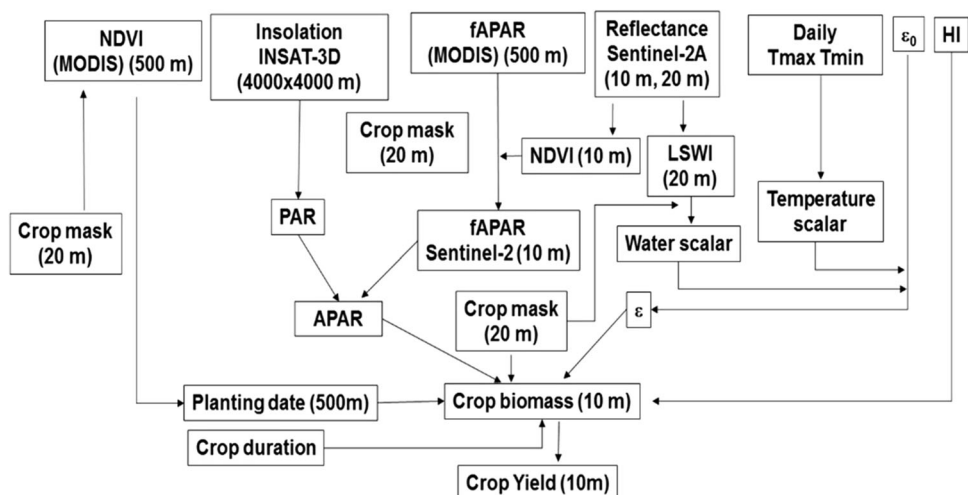 NDVI
(MODIS) (500 m)
Insolation
INSAT-3D
(4000x4000 m)
fAPAR
(MODIS) (500 m)
Reflectance
Sentinel-2A
(10 m, 20 m)
Daily
Tmax Tmin
ε0
HI
Crop mask
(20 m)
NDVI (10 m)
LSWI
(20 m)
Crop mask
(20 m)
PAR
fAPAR
Sentinel-2 (10 m)
Water scalar
Temperature
scalar
APAR
Crop mask
(20 m)
ε
Planting date (500m)
Crop biomass (10 m)
Crop duration
Crop Yield (10m)